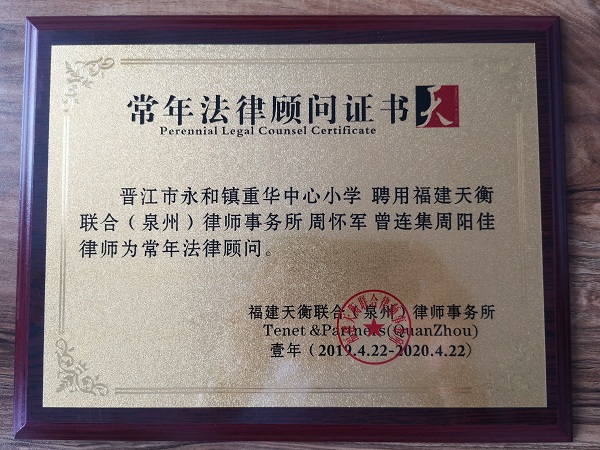 常年法律顾问证书
天
Perennial Legal Counsel Certificate
晋江市永和镇重华中心小学 聘用福建天衡
联合（泉州）律师事务所周怀军 曾连集周阳佳
律师为常年法律顾问。
福建天衡联合（泉州）律师事务所
Tenet &Partners(QuanZhou)
壹年（2019.4.22-2020.4.22）